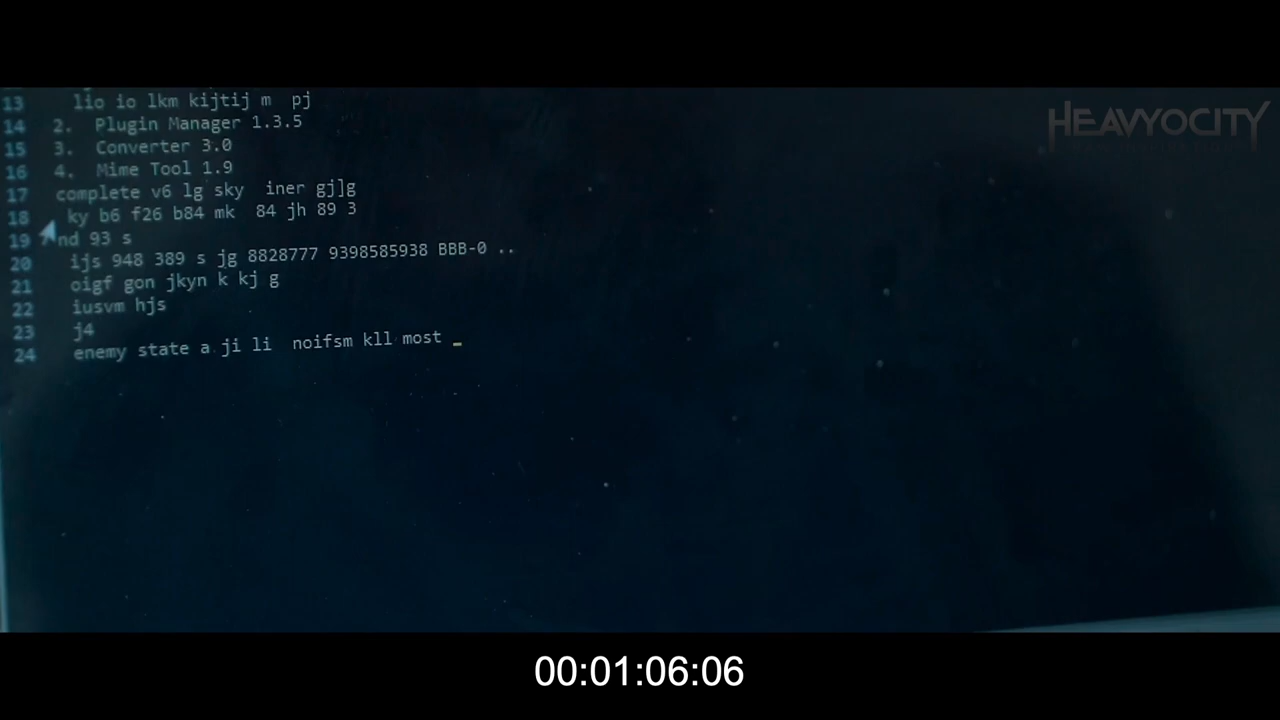 HEAVYOCITY
13 lio io lkm kijtij m pj
14 2. Plugin Manager 1.3.5
15 3. Converter 3.0
16 4. Mime Tool 1.9
17 complete v6 lg sky iner gj]g
18 ky b6 f26 b84 mk 84 jh 89 3
19 nd 93 s
20 ijs 948 389 s jg 8828777 9398585938 BBB-0 ..
21 oigf gon jkyn k kj g
22 iusvm hjs
23 j4
24 enemy state a ji li noifsm kll most _
00:01:06:06